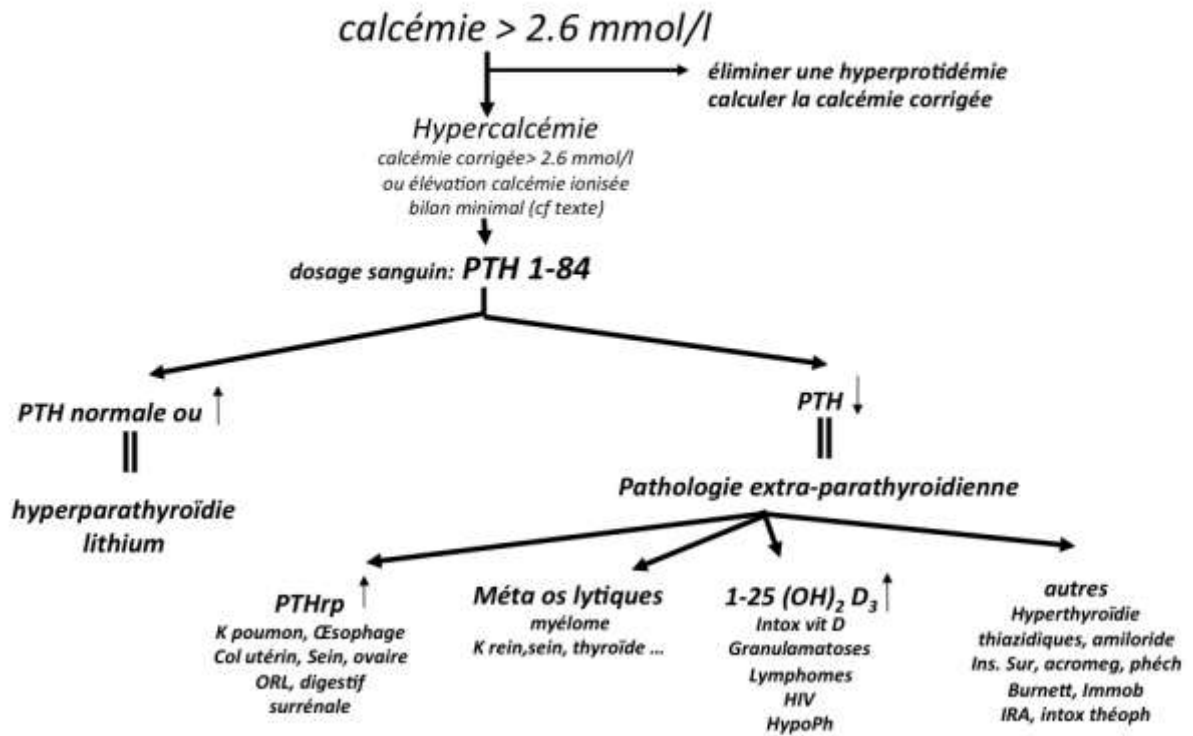 calcémie > 2.6 mmol/l
éliminer une hyperprotidémie
calculer la calcémie corrigée
Hypercalcémie
calcémie corrigée> 2.6 mmol/l
ou élévation calcémie ionisée
bilan minimal (cf texte)
dosage sanguin: PTH 1-84
PTH normale ou ↑
PTH ↓
hyperparathyroïdie
lithium
Pathologie extra-parathyroidienne
PTHrp ↑
K poumon, Œsophage
Col utérin, Sein, ovaire
ORL, digestif
surrénale
Méta os lytiques
myélome
K rein,sein, thyroïde ...
1-25 (OH)₂ D₃ ↑
Intox vit D
Granulamatoses
Lymphomes
HIV
HypoPh
autres
Hyperthyroïdie
thiazidiques, amiloride
Ins. Sur, acromeg, phéch
Burnett, Immob
IRA, intox théoph